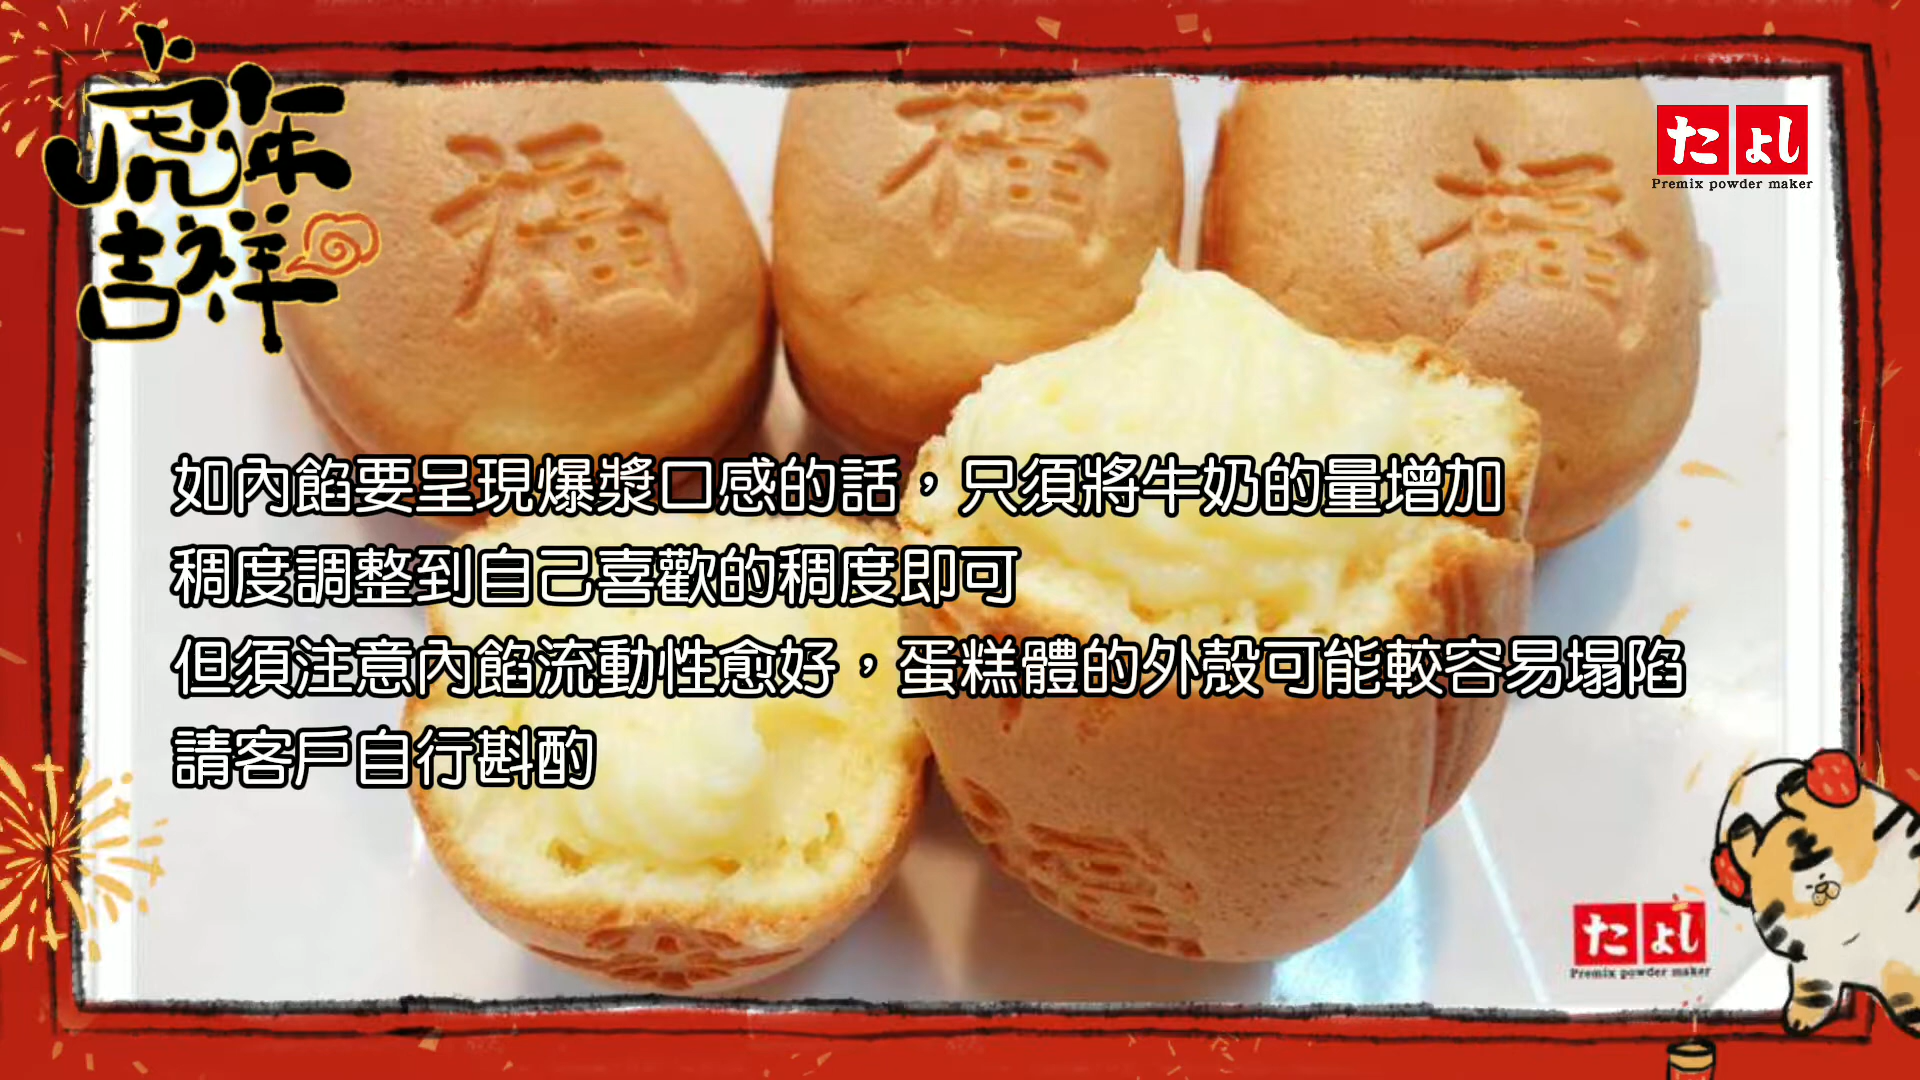 虎年
吉祥
たよし
Premix powder maker
福
福
福
如內餡要呈現爆漿口感的話，只須將牛奶的量增加
稠度調整到自己喜歡的稠度即可
但須注意內餡流動性愈好，蛋糕體的外殼可能較容易塌陷
請客戶自行斟酌
たよし
Premix powder maker